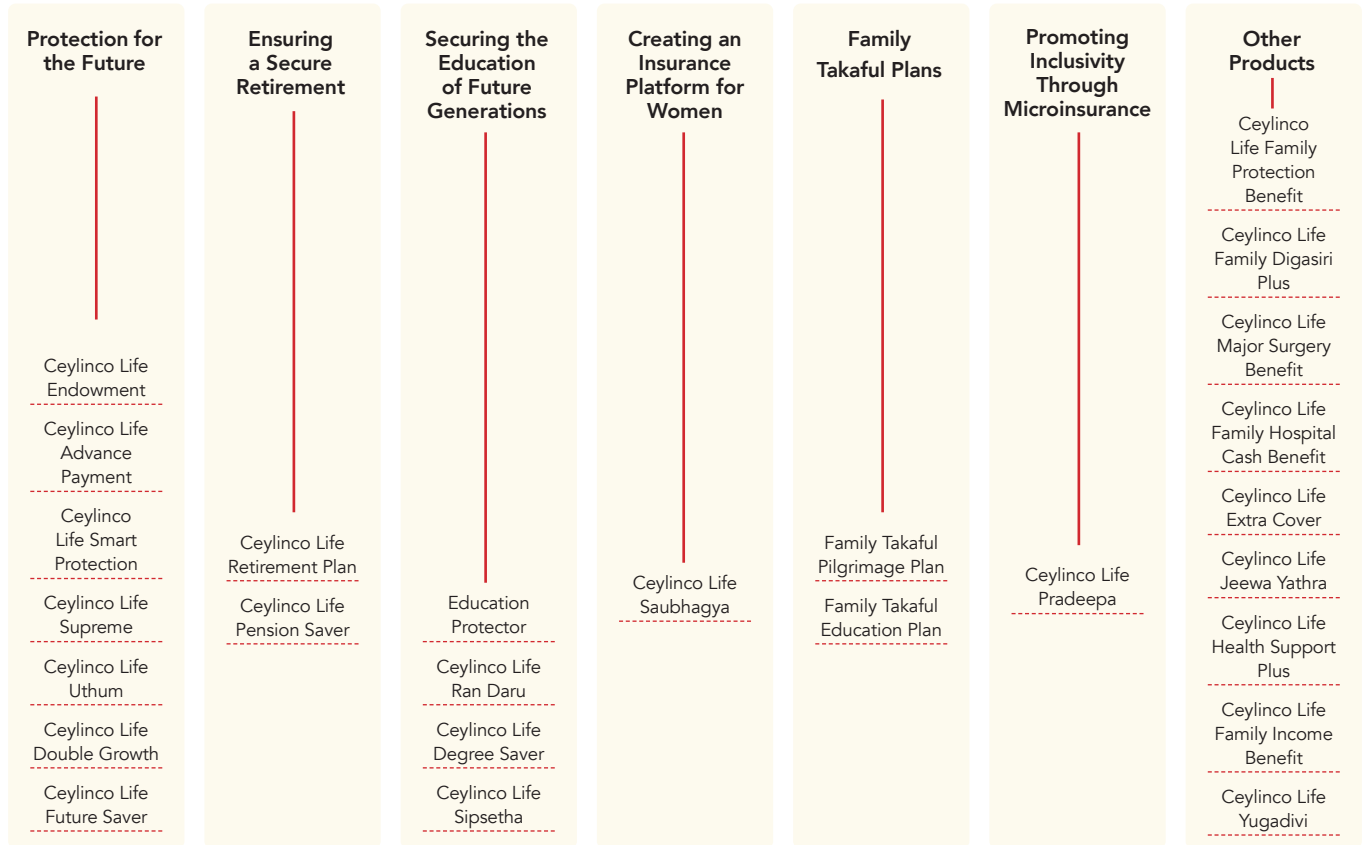 Protection for
the Future
Ceylinco Life
Endowment
Ceylinco Life
Advance
Payment
Ceylinco
Life Smart
Protection
Ceylinco Life
Supreme
Ceylinco Life
Uthum
Ceylinco Life
Double Growth
Ceylinco Life
Future Saver
Ensuring
a Secure
Retirement
Ceylinco Life
Retirement Plan
Ceylinco Life
Pension Saver
Securing the
Education
of Future
Generations
Education
Protector
Ceylinco Life
Ran Daru
Ceylinco Life
Degree Saver
Ceylinco Life
Sipsetha
Creating an
Insurance
Platform for
Women
Ceylinco Life
Saubhagya
Family
Takaful Plans
Family Takaful
Pilgrimage Plan
Family Takaful
Education Plan
Promoting
Inclusivity
Through
Microinsurance
Ceylinco Life
Pradeepa
Other
Products
Ceylinco
Life Family
Protection
Benefit
Ceylinco Life
Family Digasiri
Plus
Ceylinco Life
Major Surgery
Benefit
Ceylinco Life
Family Hospital
Cash Benefit
Ceylinco Life
Extra Cover
Ceylinco Life
Jeewa Yathra
Ceylinco Life
Health Support
Plus
Ceylinco Life
Family Income
Benefit
Ceylinco Life
Yugadivi